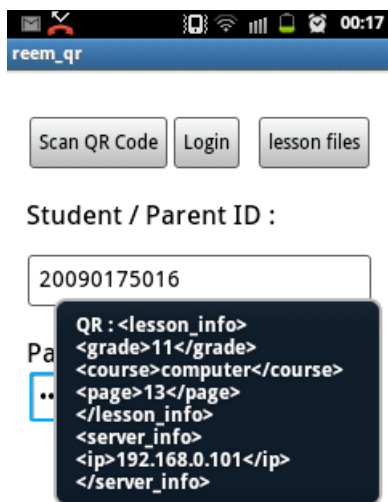 00:17
reem_qr
Scan QR Code Login lesson files
Student / Parent ID :
20090175016
QR : <lesson_info>
<grade>11</grade>
<course>computer</course>
<page>13</page>
</lesson_info>
<server_info>
<ip>192.168.0.101</ip>
</server_info>
Pa